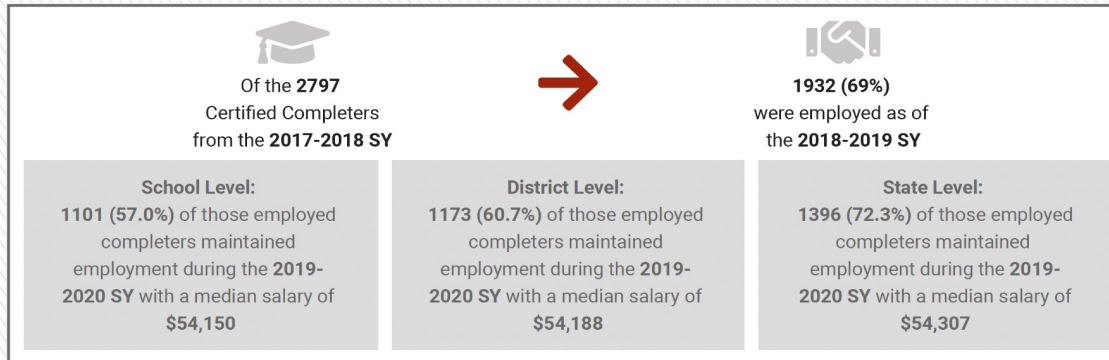 Of the 2797
Certified Completers
from the 2017-2018 SY
1932 (69%)
were employed as of
the 2018-2019 SY
School Level:
1101 (57.0%) of those employed
completers maintained
employment during the 2019-
2020 SY with a median salary of
$54,150
District Level:
1173 (60.7%) of those employed
completers maintained
employment during the 2019-
2020 SY with a median salary of
$54,188
State Level:
1396 (72.3%) of those employed
completers maintained
employment during the 2019-
2020 SY with a median salary of
$54,307